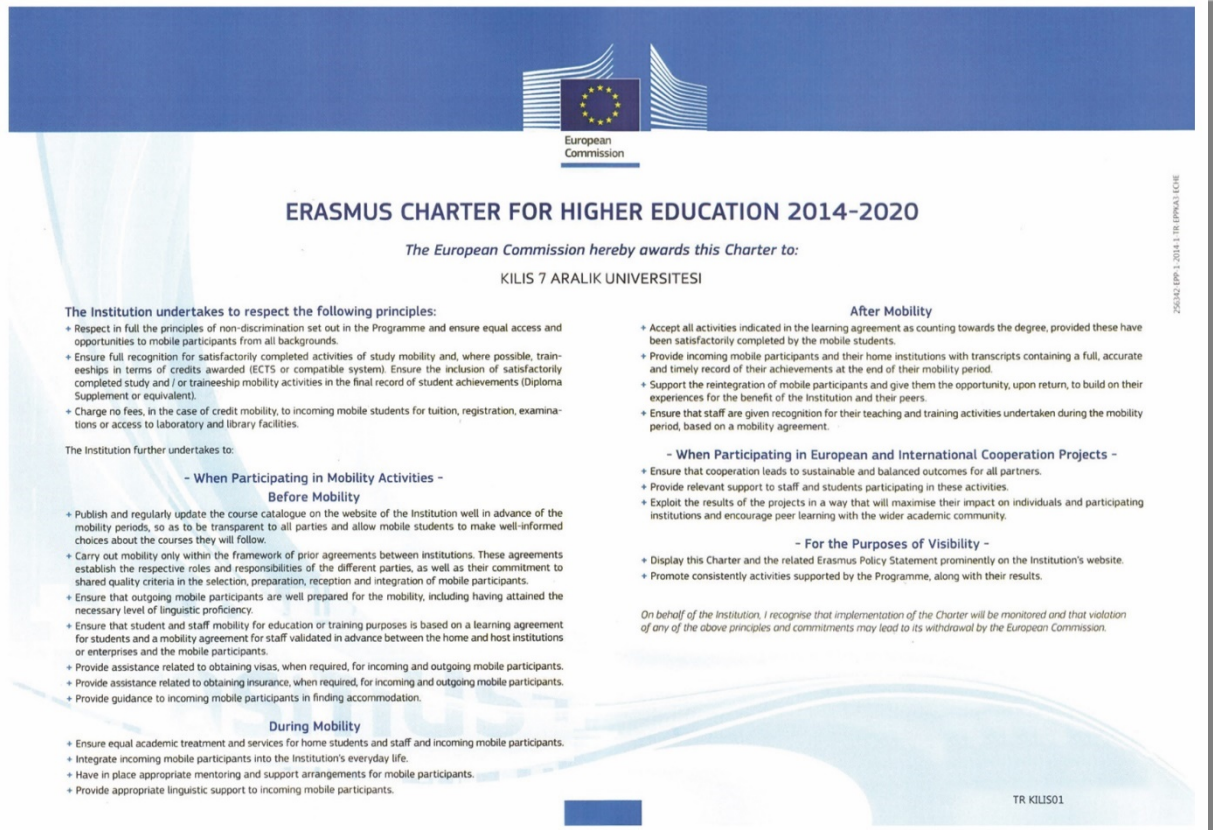 European
Commission
ERASMUS CHARTER FOR HIGHER EDUCATION 2014-2020
The European Commission hereby awards this Charter to:
KILIS 7 ARALIK UNIVERSITESI
The Institution undertakes to respect the following principles:
+ Respect in full the principles of non-discrimination set out in the Programme and ensure equal access and
opportunities to mobile participants from all backgrounds.
+ Ensure full recognition for satisfactorily completed activities of study mobility and, where possible, train-
eeships in terms of credits awarded (ECTS or compatible system). Ensure the inclusion of satisfactorily
completed study and / or traineeship mobility activities in the final record of student achievements (Diploma
Supplement or equivalent).
+ Charge no fees, in the case of credit mobility, to incoming mobile students for tuition, registration, examina-
tions or access to laboratory and library facilities.
The Institution further undertakes to:
- When Participating in Mobility Activities -
Before Mobility
+ Publish and regularly update the course catalogue on the website of the Institution well in advance of the
mobility periods, so as to be transparent to all parties and allow mobile students to make well-informed
choices about the courses they will follow.
+ Carry out mobility only within the framework of prior agreements between institutions. These agreements
establish the respective roles and responsibilities of the different parties, as well as their commitment to
shared quality criteria in the selection, preparation, reception and integration of mobile participants.
+ Ensure that outgoing mobile participants are well prepared for the mobility, including having attained the
necessary level of linguistic proficiency.
+ Ensure that student and staff mobility for education or training purposes is based on a learning agreement
for students and a mobility agreement for staff validated in advance between the home and host institutions
or enterprises and the mobile participants.
+ Provide assistance related to obtaining visas, when required, for incoming and outgoing mobile participants.
+ Provide assistance related to obtaining insurance, when required, for incoming and outgoing mobile participants.
+ Provide guidance to incoming mobile participants in finding accommodation.
During Mobility
+ Ensure equal academic treatment and services for home students and staff and incoming mobile participants.
+ Integrate incoming mobile participants into the Institution's everyday life.
+ Have in place appropriate mentoring and support arrangements for mobile participants.
+ Provide appropriate linguistic support to incoming mobile participants.
After Mobility
+ Accept all activities indicated in the learning agreement as counting towards the degree, provided these have
been satisfactorily completed by the mobile students.
+ Provide incoming mobile participants and their home institutions with transcripts containing a full, accurate
and timely record of their achievements at the end of their mobility period.
+ Support the reintegration of mobile participants and give them the opportunity, upon return, to build on their
experiences for the benefit of the Institution and their peers.
+ Ensure that staff are given recognition for their teaching and training activities undertaken during the mobility
period, based on a mobility agreement.
- When Participating in European and International Cooperation Projects -
+ Ensure that cooperation leads to sustainable and balanced outcomes for all partners.
+ Provide relevant support to staff and students participating in these activities.
+ Exploit the results of the projects in a way that will maximise their impact on individuals and participating
institutions and encourage peer learning with the wider academic community.
- For the Purposes of Visibility -
+ Display this Charter and the related Erasmus Policy Statement prominently on the Institution's website.
+ Promote consistently activities supported by the Programme, along with their results.
On behalf of the Institution, I recognise that implementation of the Charter will be monitored and that violation
of any of the above principles and commitments may lead to its withdrawal by the European Commission.
TR KILIS01
256342-EPP-1-2014-1-TR-EPPKA3-ECHE